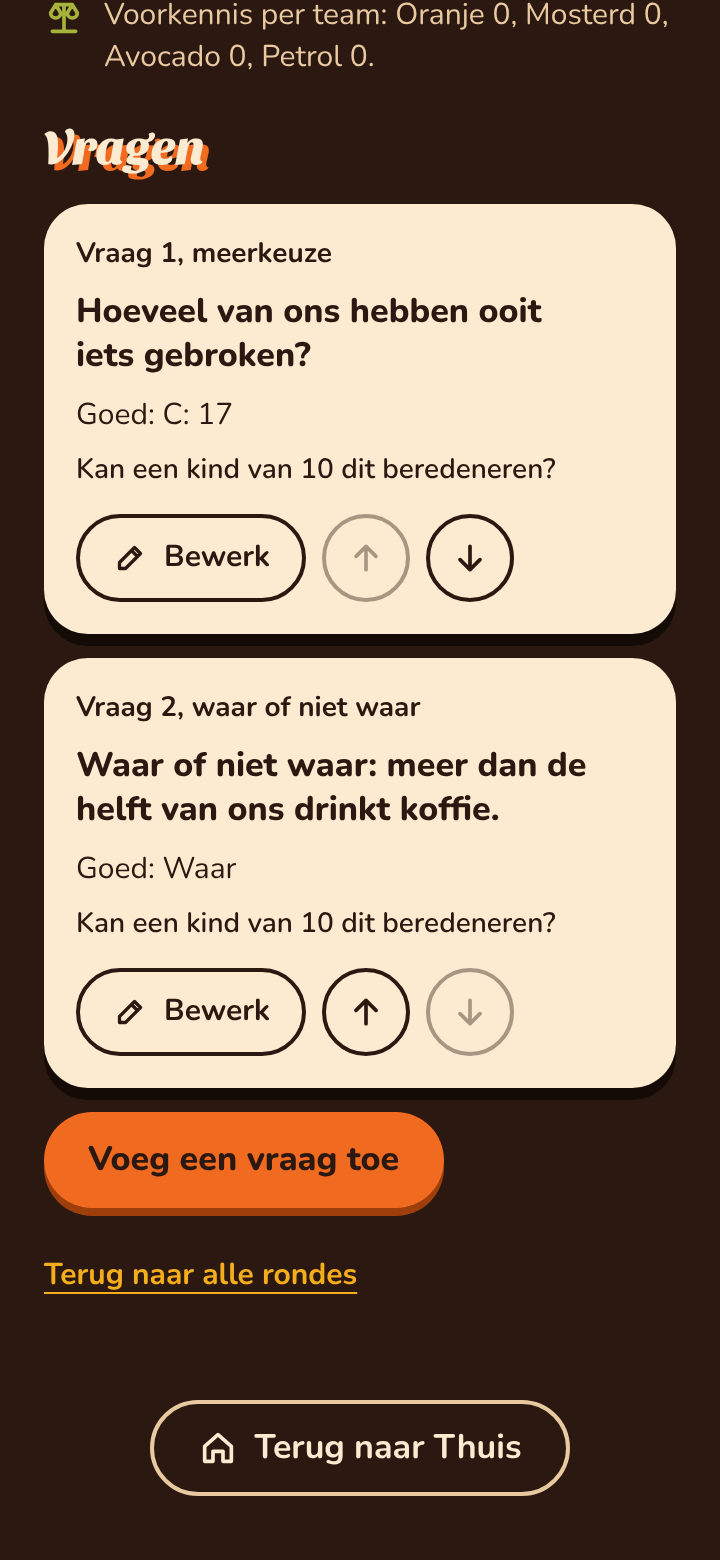 Voorkennis per team: Oranje 0, Mosterd 0,
Avocado 0, Petrol 0.
Vragen
Vraag 1, meerkeuze
Hoeveel van ons hebben ooit
iets gebroken?
Goed: C: 17
Kan een kind van 10 dit beredeneren?
Bewerk
Vraag 2, waar of niet waar
Waar of niet waar: meer dan de
helft van ons drinkt koffie.
Goed: Waar
Kan een kind van 10 dit beredeneren?
Bewerk
Voeg een vraag toe
Terug naar alle rondes
Terug naar Thuis